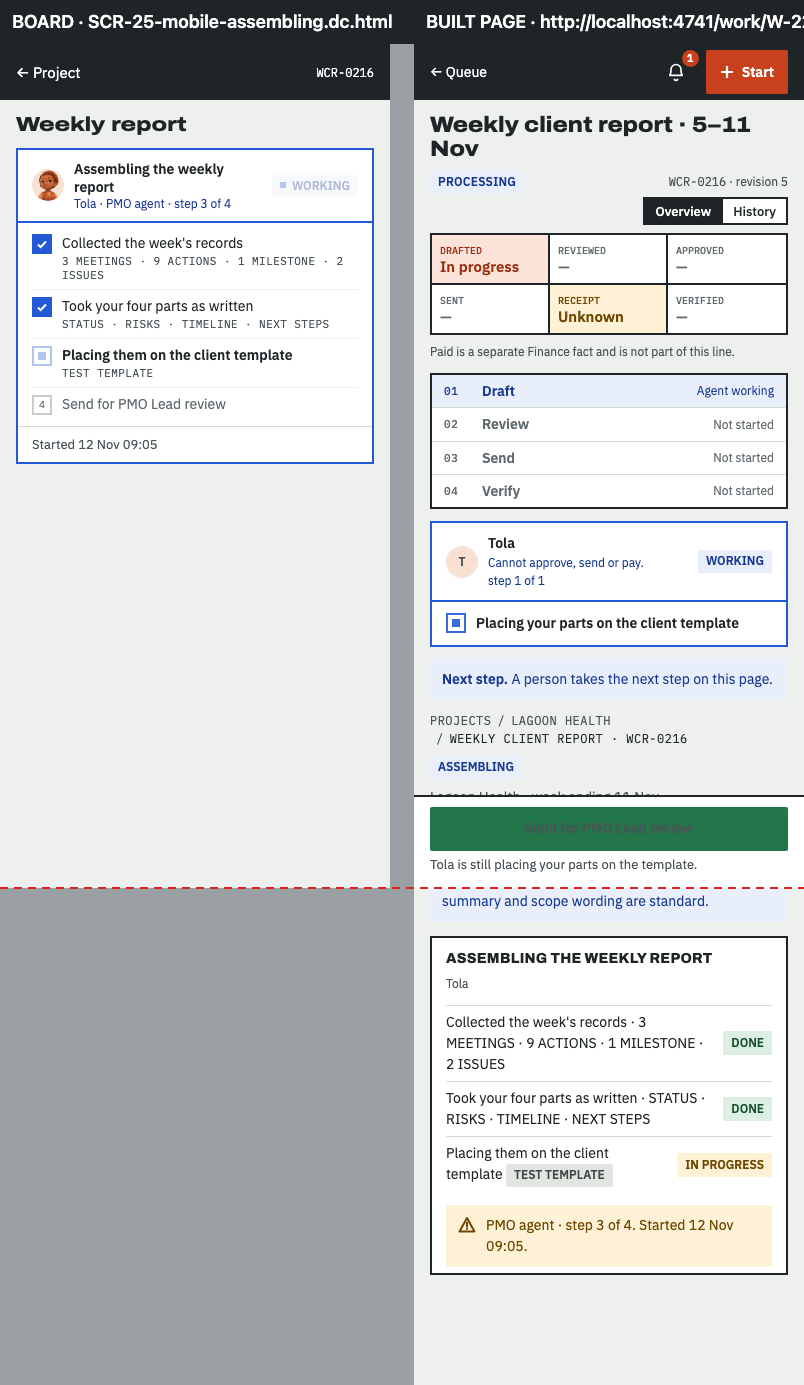 BOARD · SCR-25-mobile-assembling.dc.html
← Project
WCR-0216
Weekly report
Assembling the weekly
report
Tola · PMO agent · step 3 of 4
WORKING
Collected the week's records
3 MEETINGS · 9 ACTIONS · 1 MILESTONE · 2
ISSUES
Took your four parts as written
STATUS · RISKS · TIMELINE · NEXT STEPS
Placing them on the client template
TEST TEMPLATE
4
Send for PMO Lead review
Started 12 Nov 09:05
BUILT PAGE · http://localhost:4741/work/W-2
← Queue
1
+ Start
Weekly client report · 5–11
Nov
PROCESSING
WCR-0216 · revision 5
Overview
History
DRAFTED
In progress
REVIEWED
—
APPROVED
—
SENT
—
RECEIPT
Unknown
VERIFIED
—
Paid is a separate Finance fact and is not part of this line.
01 Draft Agent working
02 Review Not started
03 Send Not started
04 Verify Not started
T
Tola
Cannot approve, send or pay.
step 1 of 1
WORKING
Placing your parts on the client template
Next step. A person takes the next step on this page.
PROJECTS / LAGOON HEALTH
/ WEEKLY CLIENT REPORT · WCR-0216
ASSEMBLING
Lagoon Health · week ending 11 Nov
Send for PMO Lead review
Tola is still placing your parts on the template.
summary and scope wording are standard.
ASSEMBLING THE WEEKLY REPORT
Tola
Collected the week's records · 3
MEETINGS · 9 ACTIONS · 1 MILESTONE ·
2 ISSUES
DONE
Took your four parts as written · STATUS ·
RISKS · TIMELINE · NEXT STEPS
DONE
Placing them on the client
template TEST TEMPLATE
IN PROGRESS
PMO agent · step 3 of 4. Started 12 Nov
09:05.